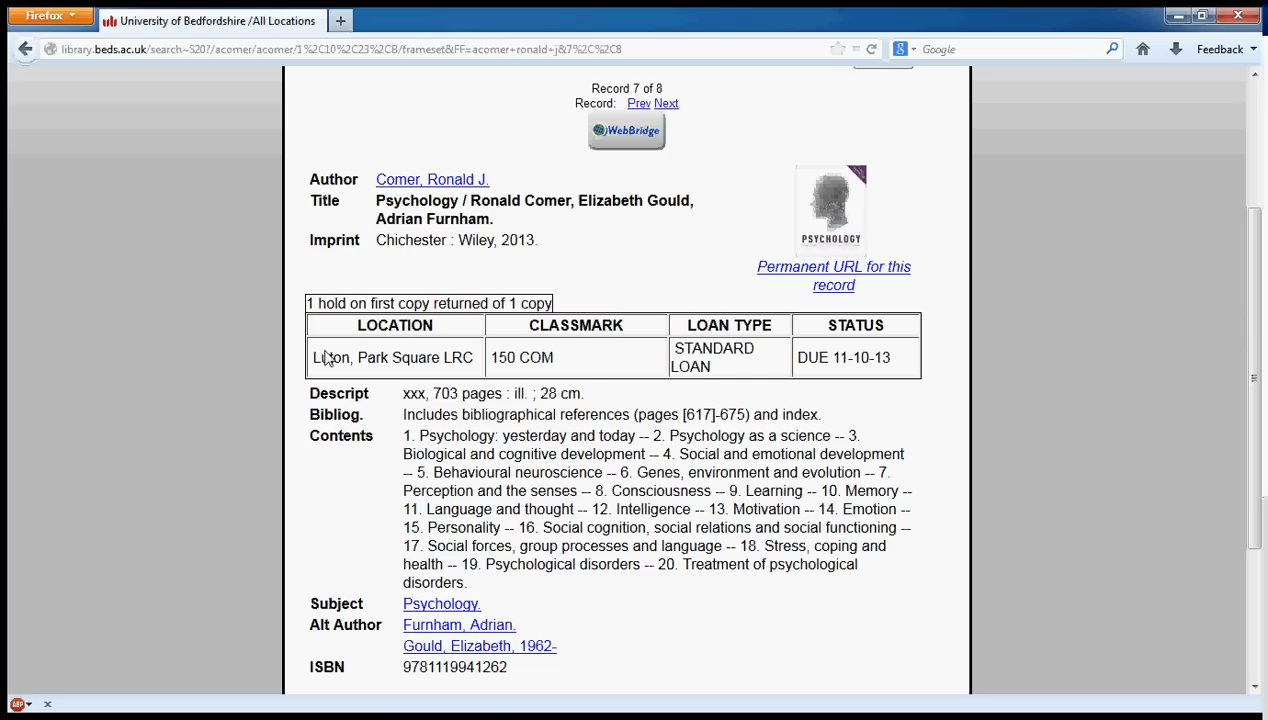 Firefox
University of Bedfordshire /All Locations
library.beds.ac.uk/search~S20?/acomer/acomer/1%2C10%2C23%2CB/frameset&FF=acomer+ronald+j&7%2C%2C8
Google
Feedback
Record 7 of 8
Record: Prev Next
WebBridge
Author Comer, Ronald J.
Title Psychology / Ronald Comer, Elizabeth Gould,
Adrian Furnham.
Imprint Chichester : Wiley, 2013.
PSYCHOLOGY
Permanent URL for this
record
1 hold on first copy returned of 1 copy
LOCATION CLASSMARK LOAN TYPE STATUS
Luton, Park Square LRC 150 COM STANDARD LOAN DUE 11-10-13
Descript xxx, 703 pages : ill. ; 28 cm.
Bibliog. Includes bibliographical references (pages [617]-675) and index.
Contents 1. Psychology: yesterday and today -- 2. Psychology as a science -- 3.
Biological and cognitive development -- 4. Social and emotional development
-- 5. Behavioural neuroscience -- 6. Genes, environment and evolution -- 7.
Perception and the senses -- 8. Consciousness -- 9. Learning -- 10. Memory --
11. Language and thought -- 12. Intelligence -- 13. Motivation -- 14. Emotion --
15. Personality -- 16. Social cognition, social relations and social functioning --
17. Social forces, group processes and language -- 18. Stress, coping and
health -- 19. Psychological disorders -- 20. Treatment of psychological
disorders.
Subject Psychology.
Alt Author Furnham, Adrian.
Gould, Elizabeth, 1962-
ISBN 9781119941262
ABP